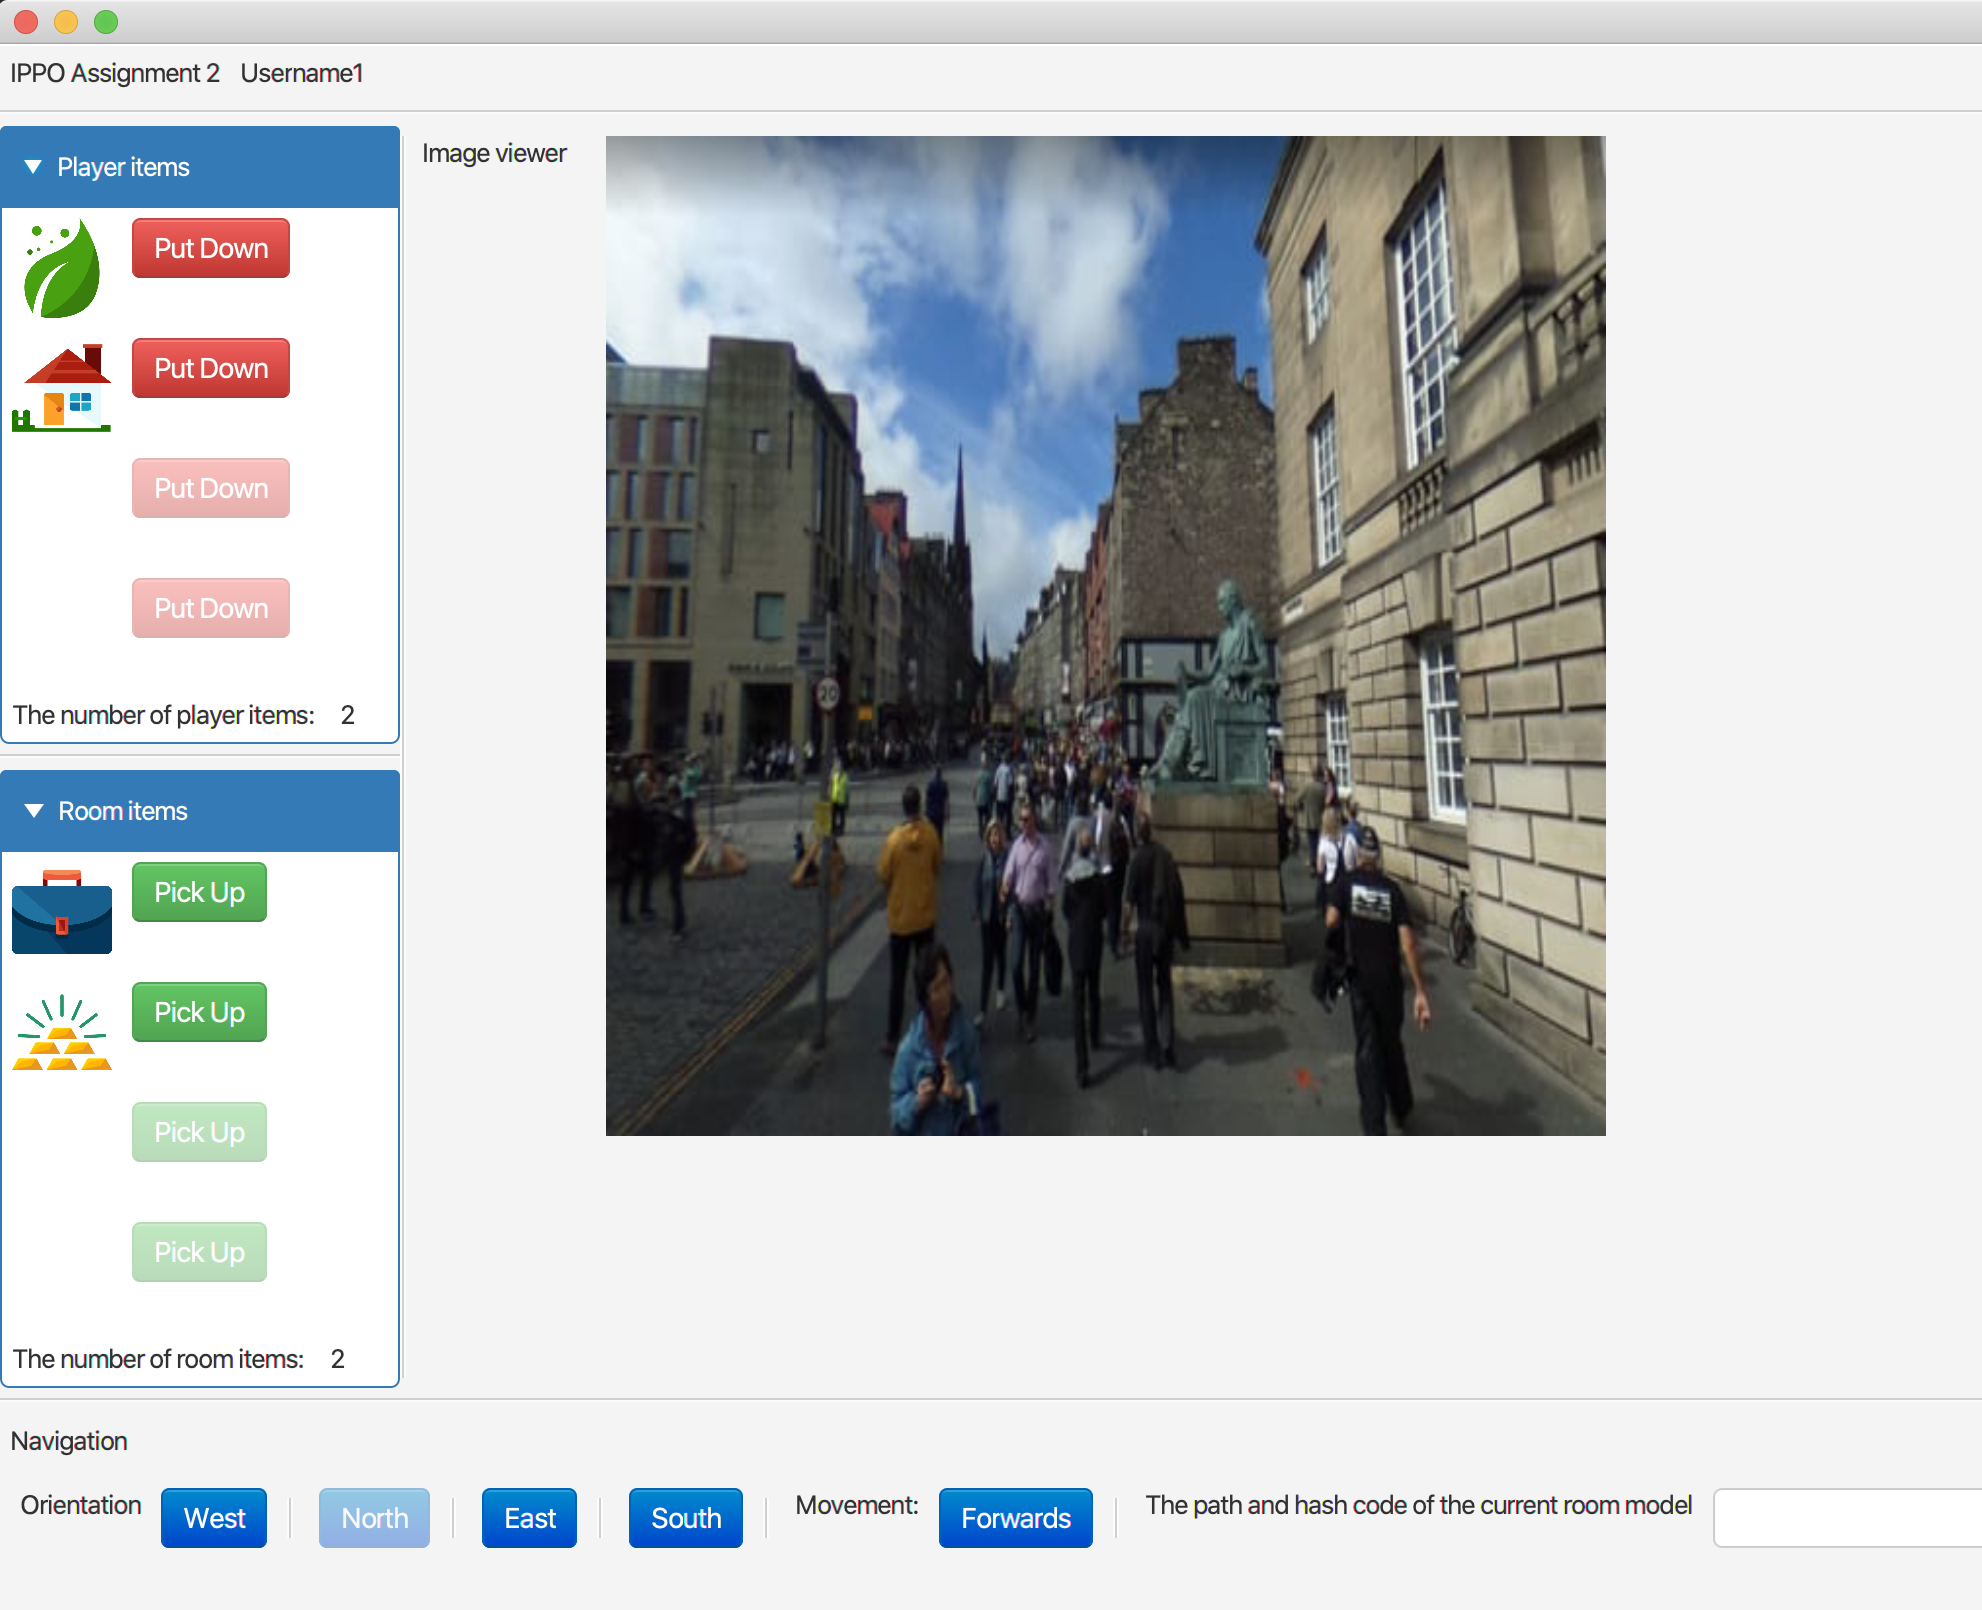 IPPO Assignment 2 Username1
Player items
Put Down
Put Down
Put Down
Put Down
The number of player items: 2
Room items
Pick Up
Pick Up
Pick Up
Pick Up
The number of room items: 2
Image viewer
20
Navigation
Orientation West North East South Movement: Forwards The path and hash code of the current room model